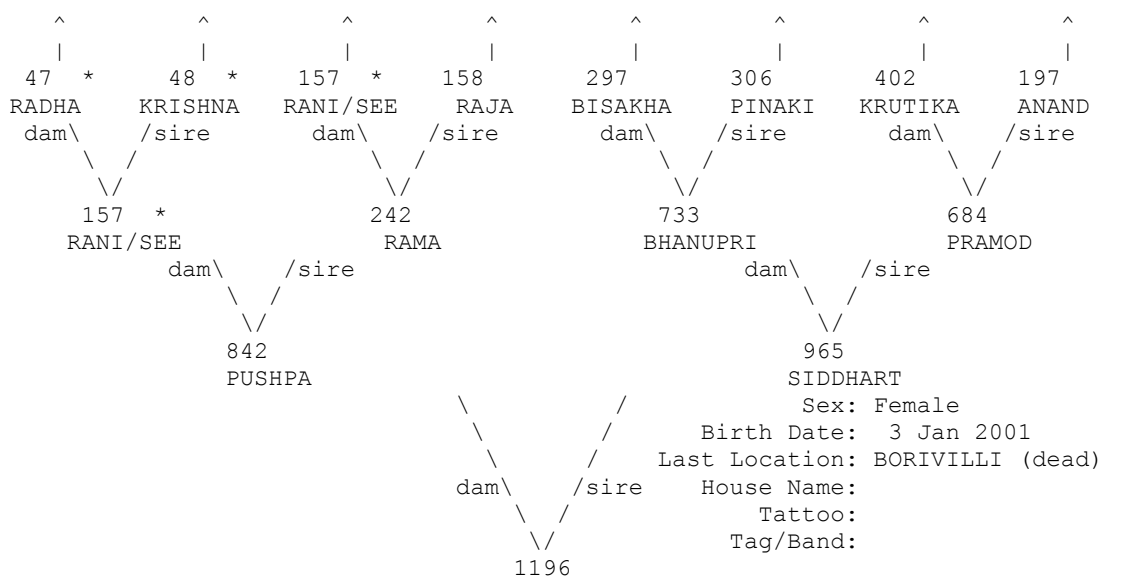 ^ ^ ^ ^ ^ ^ ^ ^
| | | | | | | |
47 * 48 * 157 * 158 297 306 402 197
RADHA KRISHNA RANI/SEE RAJA BISAKHA PINAKI KRUTIKA ANAND
dam\ /sire dam\ /sire dam\ /sire dam\ /sire
\ / \ / \ / \ /
\/ \/ \/ \/
157 * 242 733 684
RANI/SEE RAMA BHANUPRI PRAMOD
dam\ /sire dam\ /sire
\ / \ /
\/ \/
842 965
PUSHPA SIDDHART
\ / Sex: Female
\ / Birth Date: 3 Jan 2001
\ / Last Location: BORIVILLI (dead)
dam\ /sire House Name:
\ / Tattoo:
\/ Tag/Band:
1196